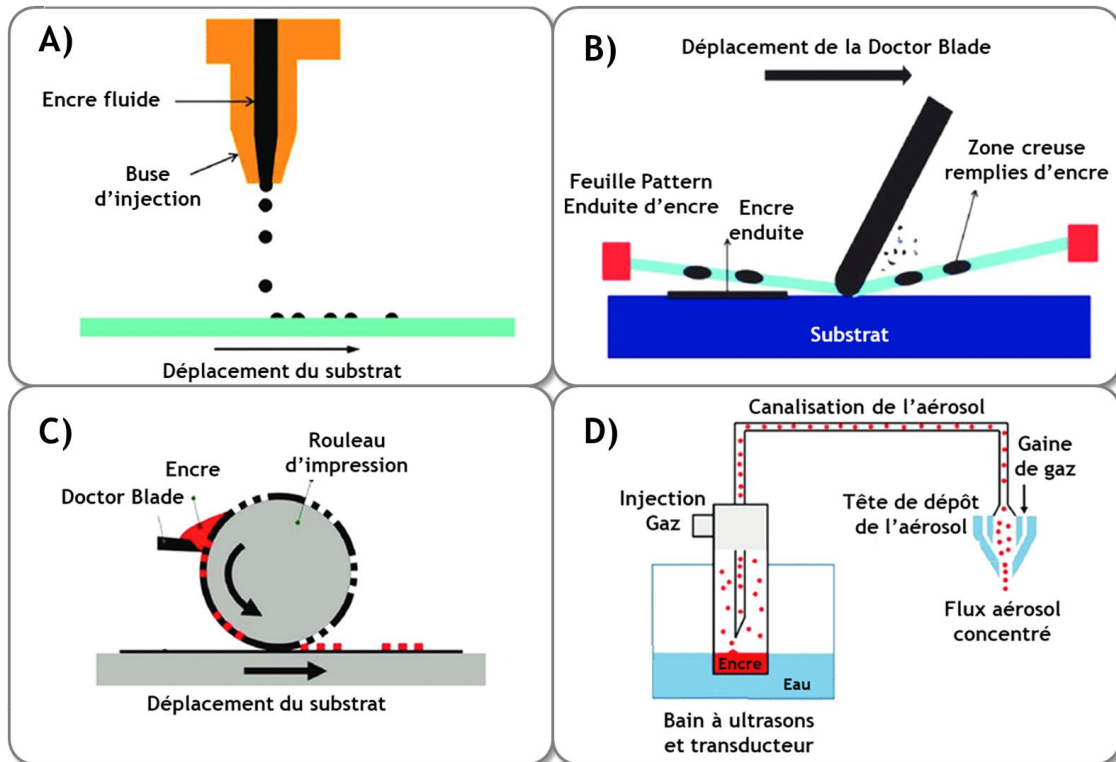 A)
Encre fluide
Buse
d'injection
Déplacement du substrat
B)
Déplacement de la Doctor Blade
Zone creuse
remplies d'encre
Feuille Pattern
Enduite d'encre
Encre
enduite
Substrat
C)
Rouleau
d'impression
Encre
Doctor Blade
Déplacement du substrat
D)
Canalisation de l'aérosol
Gaine
de gaz
Injection
Gaz
Tête de dépôt
de l'aérosol
Flux aérosol
concentré
Encre
Eau
Bain à ultrasons
et transducteur